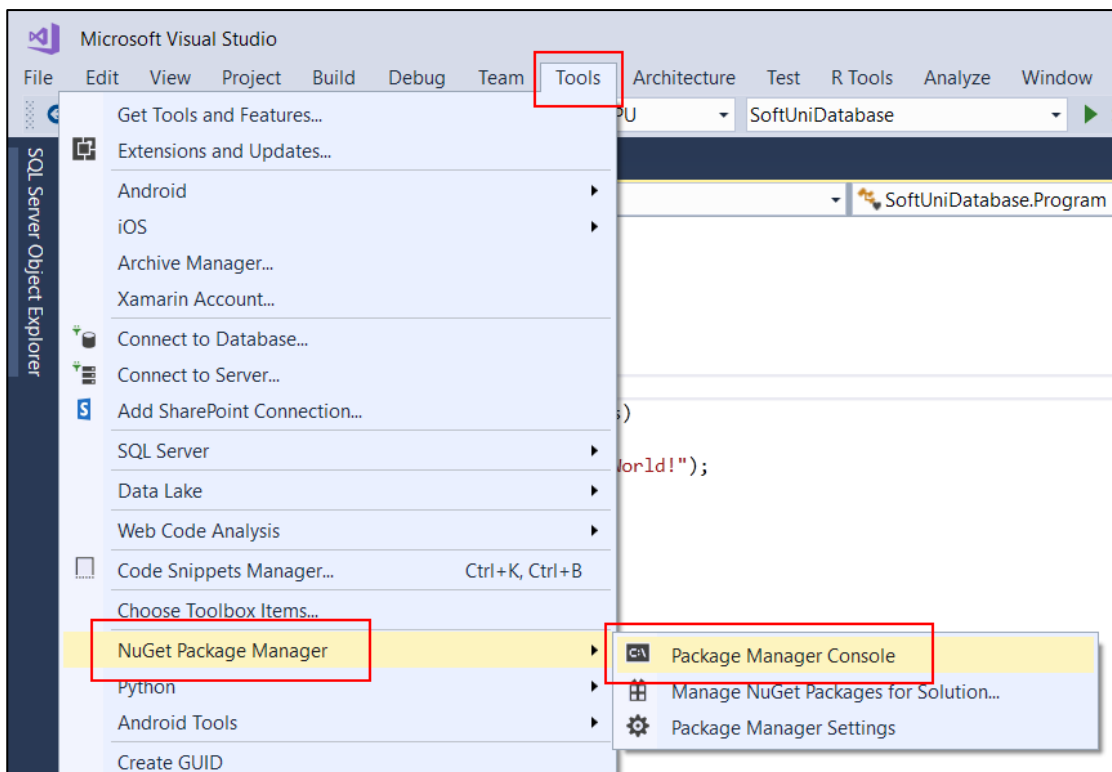 Microsoft Visual Studio
File Edit View Project Build Debug Team Tools Architecture Test R Tools Analyze Window
Get Tools and Features...
PU SoftUniDatabase
Extensions and Updates...
SQL Server Object Explorer
Android
SoftUniDatabase.Program
iOS
Archive Manager...
Xamarin Account...
Connect to Database...
Connect to Server...
Add SharePoint Connection...
s)
SQL Server
World!");
Data Lake
Web Code Analysis
Code Snippets Manager... Ctrl+K, Ctrl+B
Choose Toolbox Items...
NuGet Package Manager
C:\ Package Manager Console
Python
Manage NuGet Packages for Solution...
Android Tools
Package Manager Settings
Create GUID